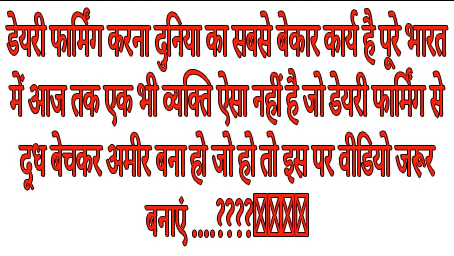 डेयरी फार्मिंग करना दुनिया का सबसे बेकार कार्य है पूरे भारत
में आज तक एक भी व्यक्ति ऐसा नहीं है जो डेयरी फार्मिंग से
दूध बेचकर अमीर बना हो जो हो तो इस पर वीडियो जरूर
बनाएं ....????